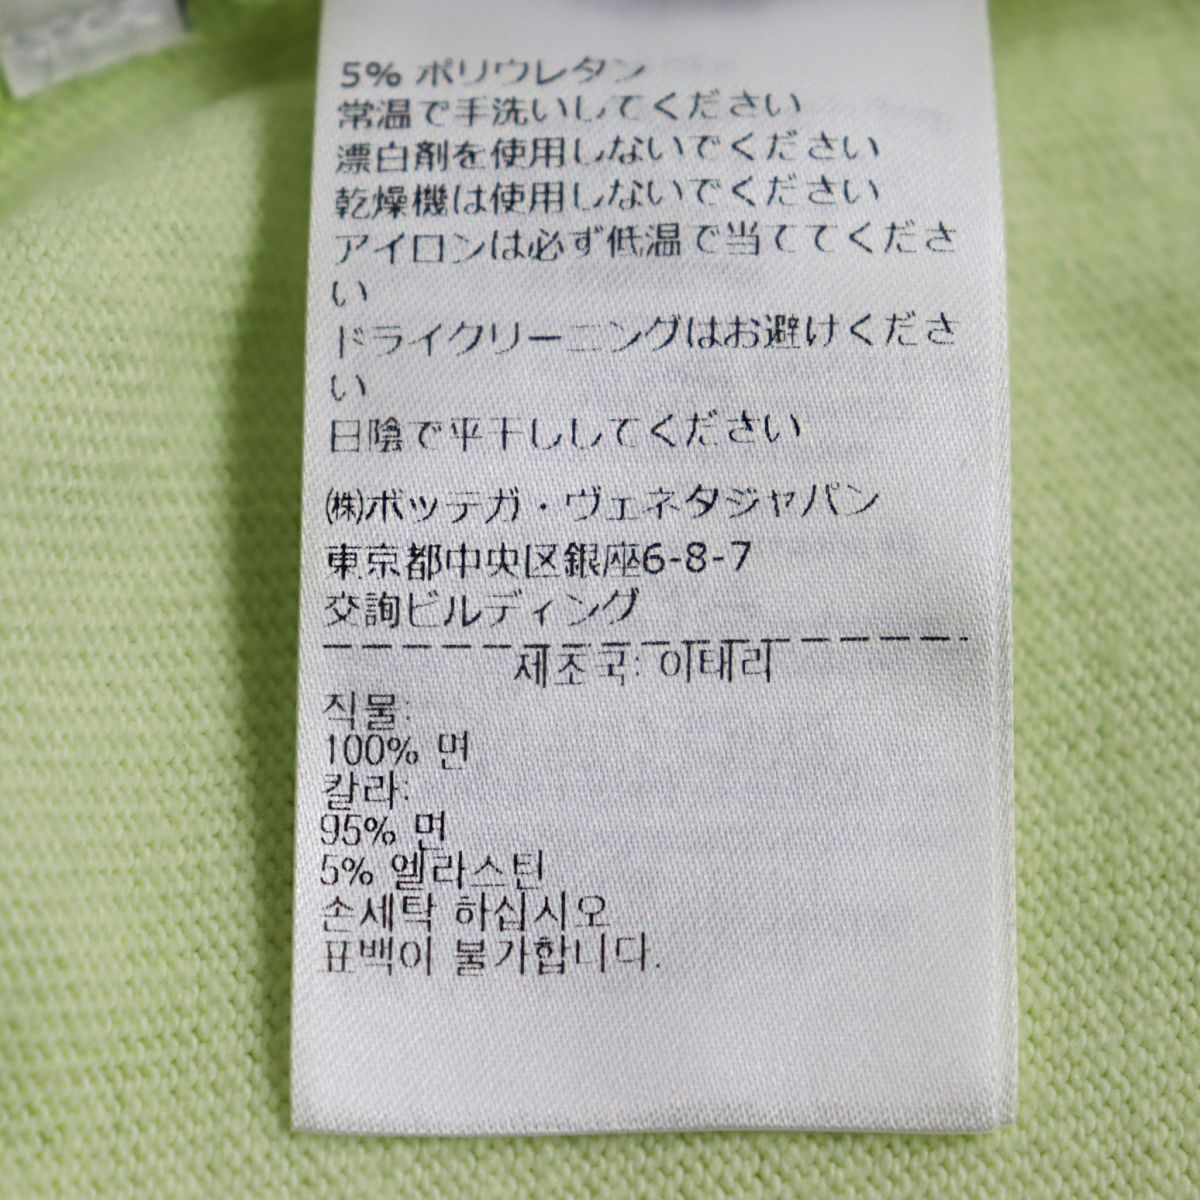 5% ポリウレタン
常温で手洗いしてください
漂白剤を使用しないでください
乾燥機は使用しないでください
アイロンは必ず低温で当ててくださ
い
ドライクリーニングはお避けくださ
い
日陰で平干ししてください
㈱ボッテガ・ヴェネタジャパン
東京都中央区銀座6-8-7
交詢ビルディング
제조국: 이태리
직물:
100% 면
칼라:
95% 면
5% 엘라스틴
손세탁 하십시오
표백이 불가합니다.